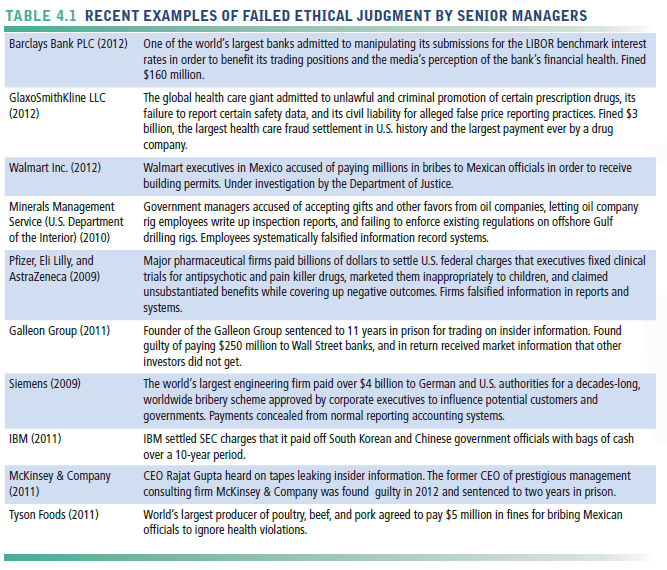 TABLE 4.1 RECENT EXAMPLES OF FAILED ETHICAL JUDGMENT BY SENIOR MANAGERS
Barclays Bank PLC (2012) One of the world's largest banks admitted to manipulating its submissions for the LIBOR benchmark interest
rates in order to benefit its trading positions and the media's perception of the bank's financial health. Fined
$160 million.
GlaxoSmithKline LLC The global health care giant admitted to unlawful and criminal promotion of certain prescription drugs, its
(2012) failure to report certain safety data, and its civil liability for alleged false price reporting practices. Fined $3
billion, the largest health care fraud settlement in U.S. history and the largest payment ever by a drug
company.
Walmart Inc. (2012) Walmart executives in Mexico accused of paying millions in bribes to Mexican officials in order to receive
building permits. Under investigation by the Department of Justice.
Minerals Management Government managers accused of accepting gifts and other favors from oil companies, letting oil company
Service (U.S. Department rig employees write up inspection reports, and failing to enforce existing regulations on offshore Gulf
of the Interior) (2010) drilling rigs. Employees systematically falsified information record systems.
Pfizer, Eli Lilly, and Major pharmaceutical firms paid billions of dollars to settle U.S. federal charges that executives fixed clinical
AstraZeneca (2009) trials for antipsychotic and pain killer drugs, marketed them inappropriately to children, and claimed
unsubstantiated benefits while covering up negative outcomes. Firms falsified information in reports and
systems.
Galleon Group (2011) Founder of the Galleon Group sentenced to 11 years in prison for trading on insider information. Found
guilty of paying $250 million to Wall Street banks, and in return received market information that other
investors did not get.
Siemens (2009) The world's largest engineering firm paid over $4 billion to German and U.S. authorities for a decades-long,
worldwide bribery scheme approved by corporate executives to influence potential customers and
governments. Payments concealed from normal reporting accounting systems.
IBM (2011) IBM settled SEC charges that it paid off South Korean and Chinese government officials with bags of cash
over a 10-year period.
McKinsey & Company CEO Rajat Gupta heard on tapes leaking insider information. The former CEO of prestigious management
(2011) consulting firm McKinsey & Company was found guilty in 2012 and sentenced to two years in prison.
Tyson Foods (2011) World's largest producer of poultry, beef, and pork agreed to pay $5 million in fines for bribing Mexican
officials to ignore health violations.